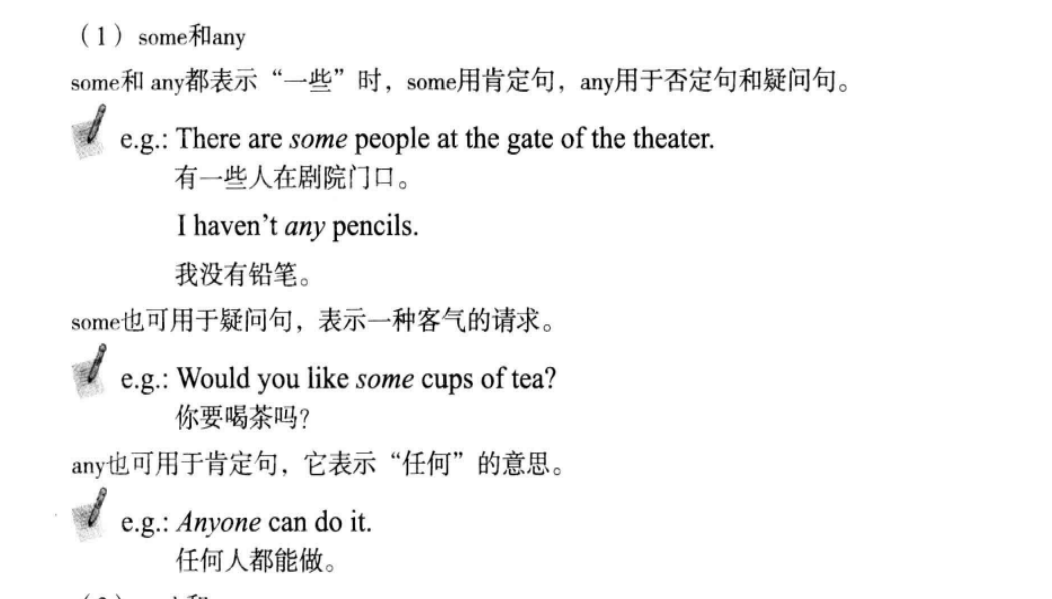 （1）some和any
some和 any都表示“一些”时，some用肯定句，any用于否定句和疑问句。
e.g.: There are some people at the gate of the theater.
有一些人在剧院门口。
I haven’t any pencils.
我没有铅笔。
some也可用于疑问句，表示一种客气的请求。
e.g.: Would you like some cups of tea?
你要喝茶吗？
any也可用于肯定句，它表示“任何”的意思。
e.g.: Anyone can do it.
任何人都能做。